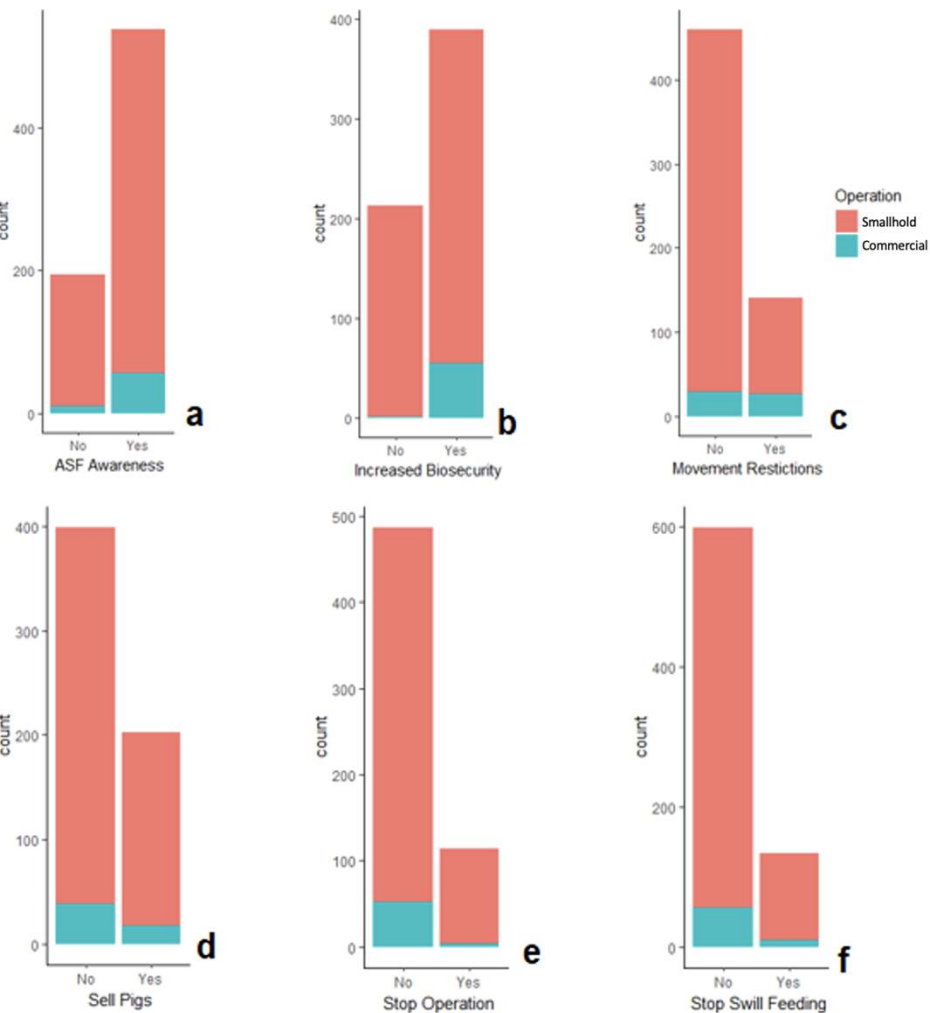 400
200
0
count
No Yes
ASF Awareness
a
400
300
200
100
0
count
No Yes
Increased Biosecurity
b
400
300
200
100
0
count
No Yes
Movement Restictions
c
Operation
Smallhold
Commercial
400
300
200
100
0
count
No Yes
Sell Pigs
d
500
400
300
200
100
0
count
No Yes
Stop Operation
e
600
400
200
0
count
No Yes
Stop Swill Feeding
f